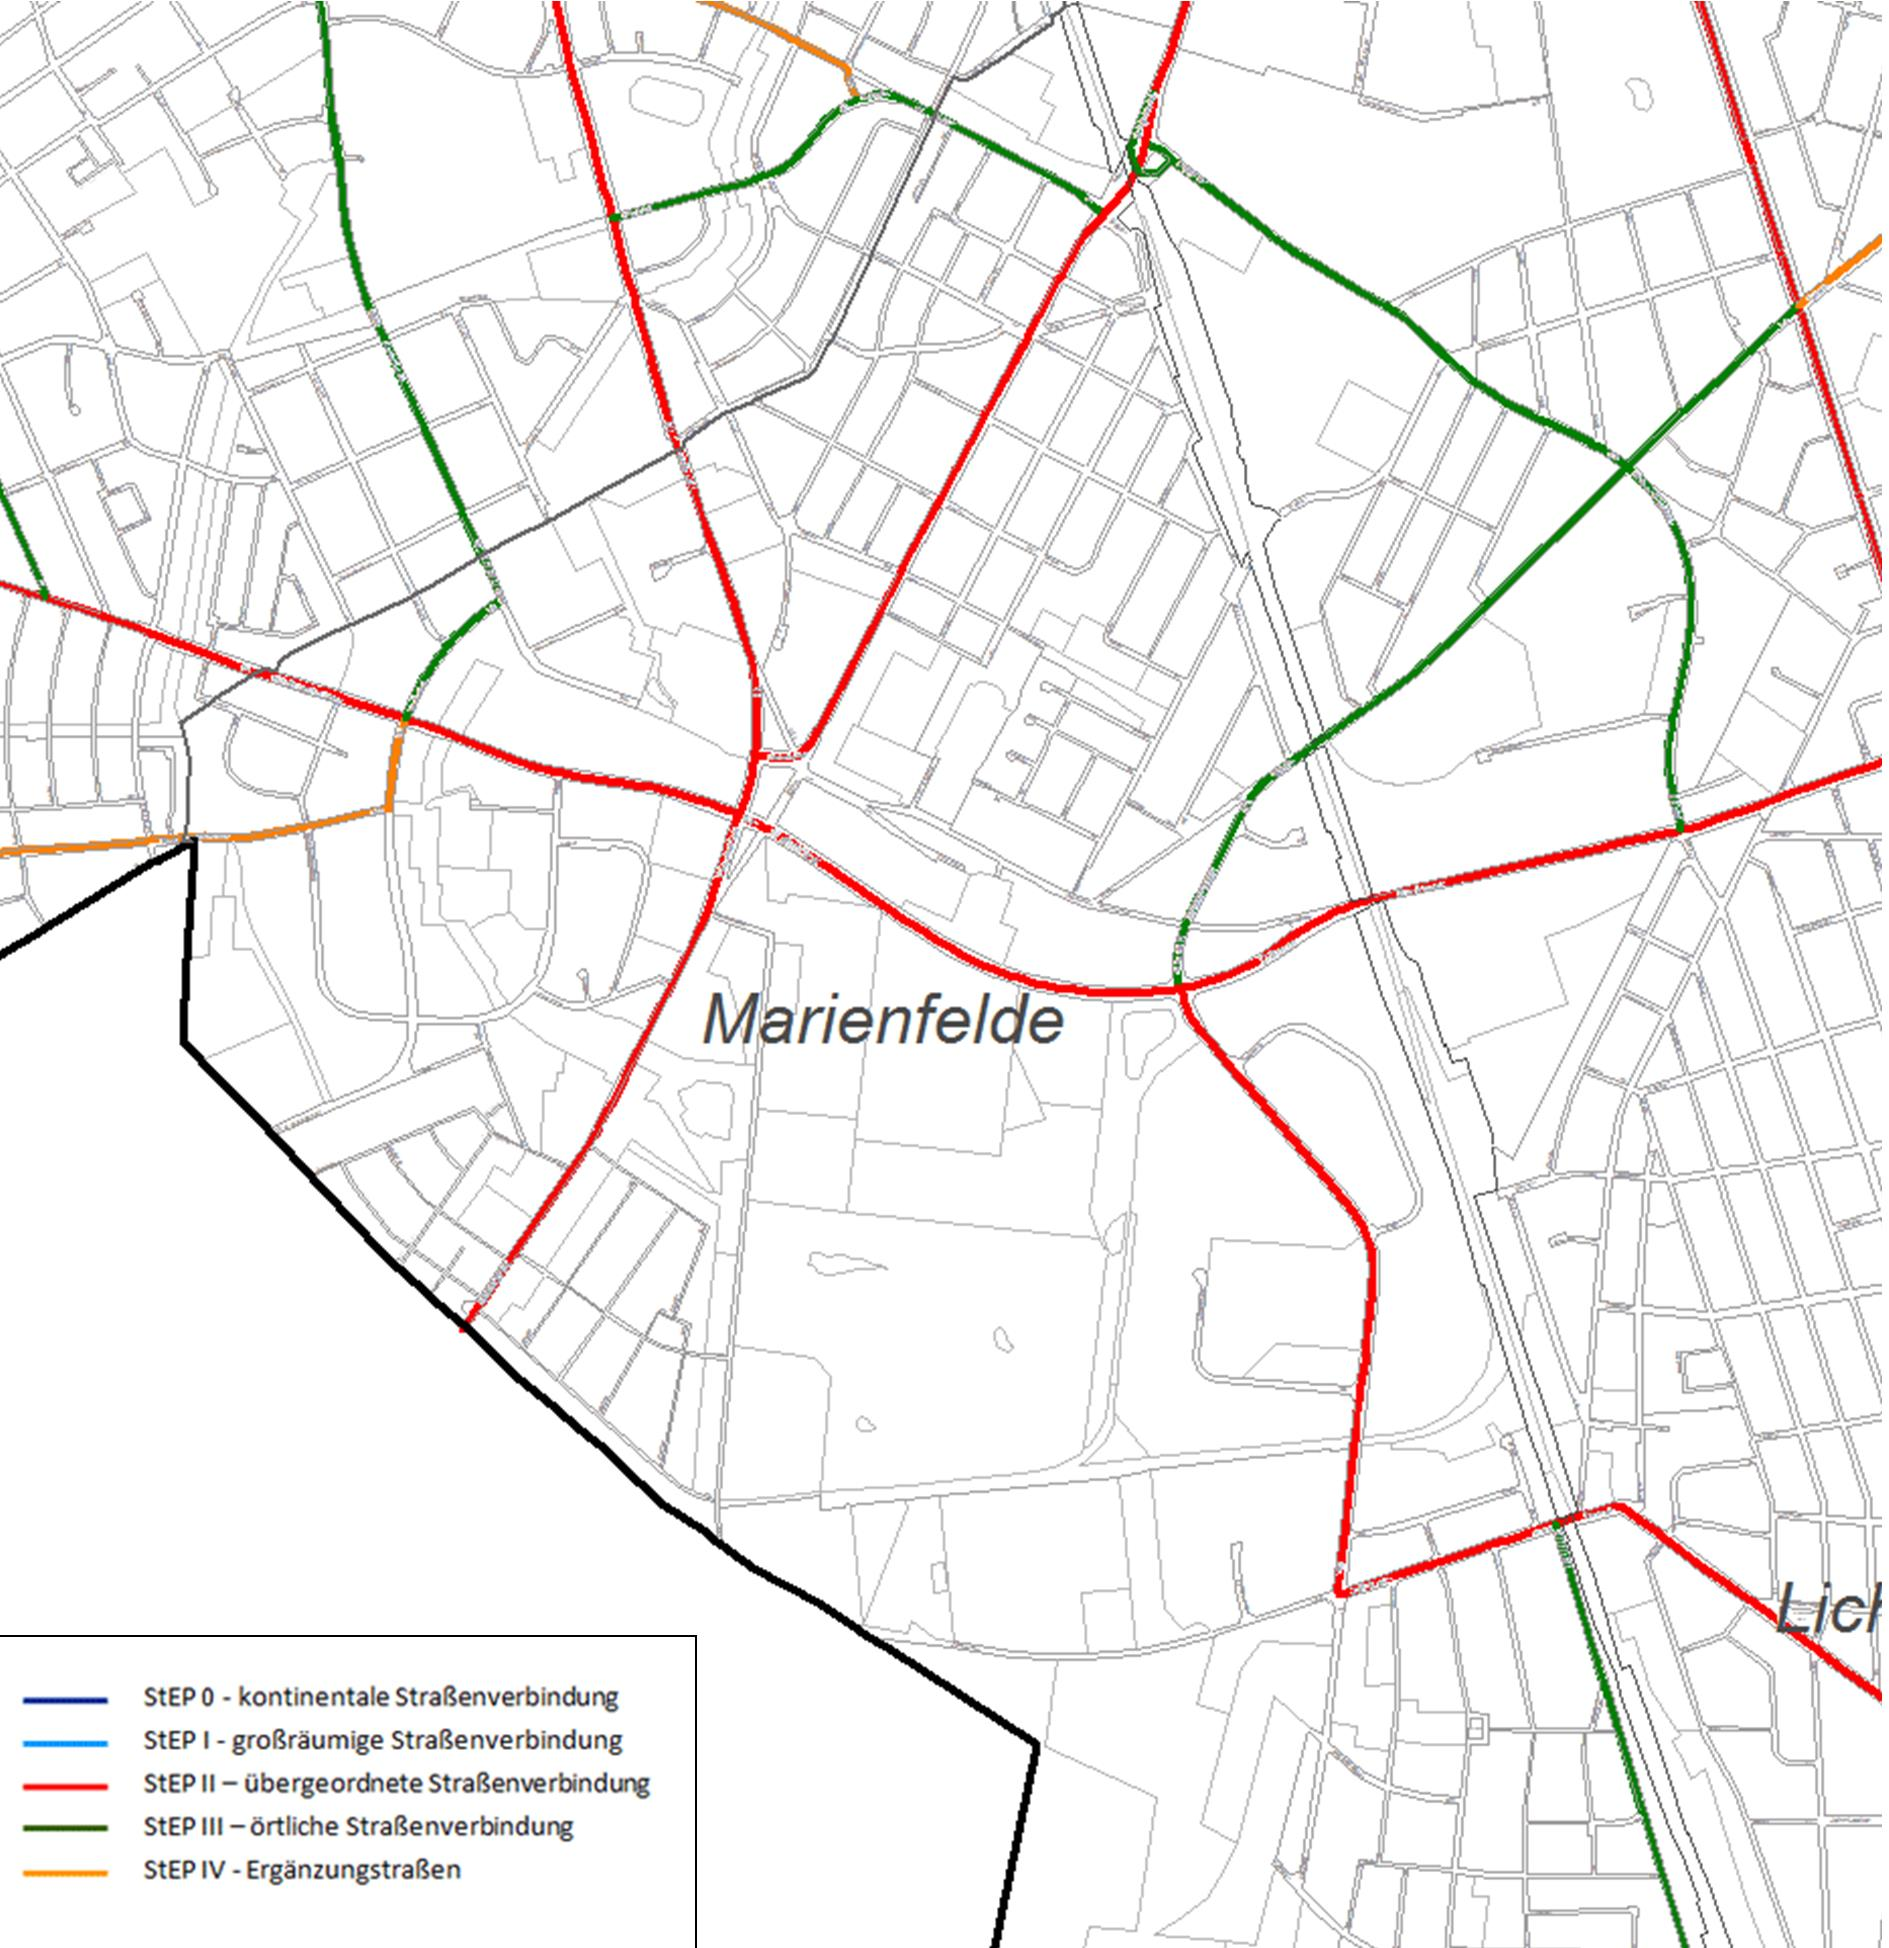 Marienfelde
Lich
StEP 0 - kontinentale Straßenverbindung
StEP I - großräumige Straßenverbindung
StEP II – übergeordnete Straßenverbindung
StEP III – örtliche Straßenverbindung
StEP IV - Ergänzungstraßen